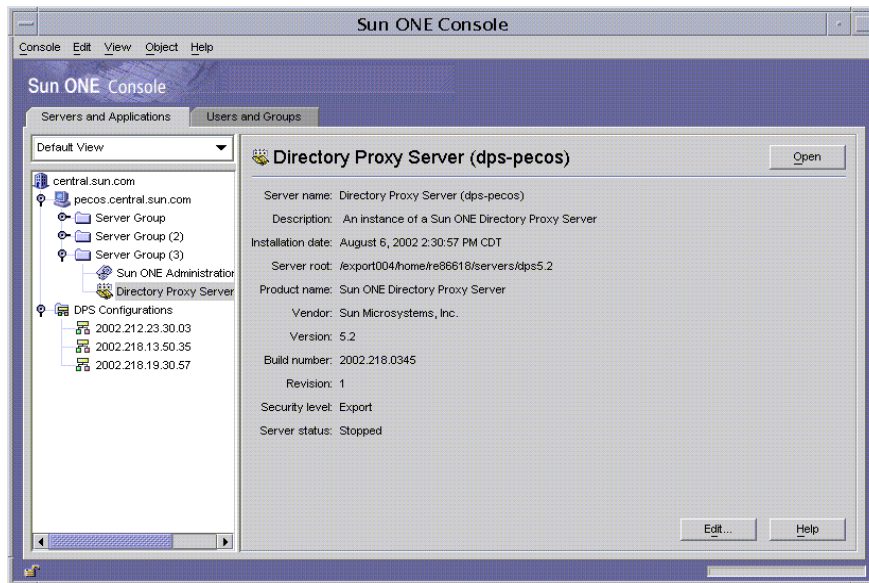 Sun ONE Console
Console Edit View Object Help
Sun ONE Console
Servers and Applications Users and Groups
Default View
central.sun.com
pecos.central.sun.com
Server Group
Server Group (2)
Server Group (3)
Sun ONE Administration
Directory Proxy Server
DPS Configurations
2002.212.23.30.03
2002.218.13.50.35
2002.218.19.30.57
Directory Proxy Server (dps-pecos)
Open
Server name: Directory Proxy Server (dps-pecos)
Description: An instance of a Sun ONE Directory Proxy Server
Installation date: August 6, 2002 2:30:57 PM CDT
Server root: /export004/home/re86618/servers/dps5.2
Product name: Sun ONE Directory Proxy Server
Vendor: Sun Microsystems, Inc.
Version: 5.2
Build number: 2002.218.0345
Revision: 1
Security level: Export
Server status: Stopped
Edit... Help